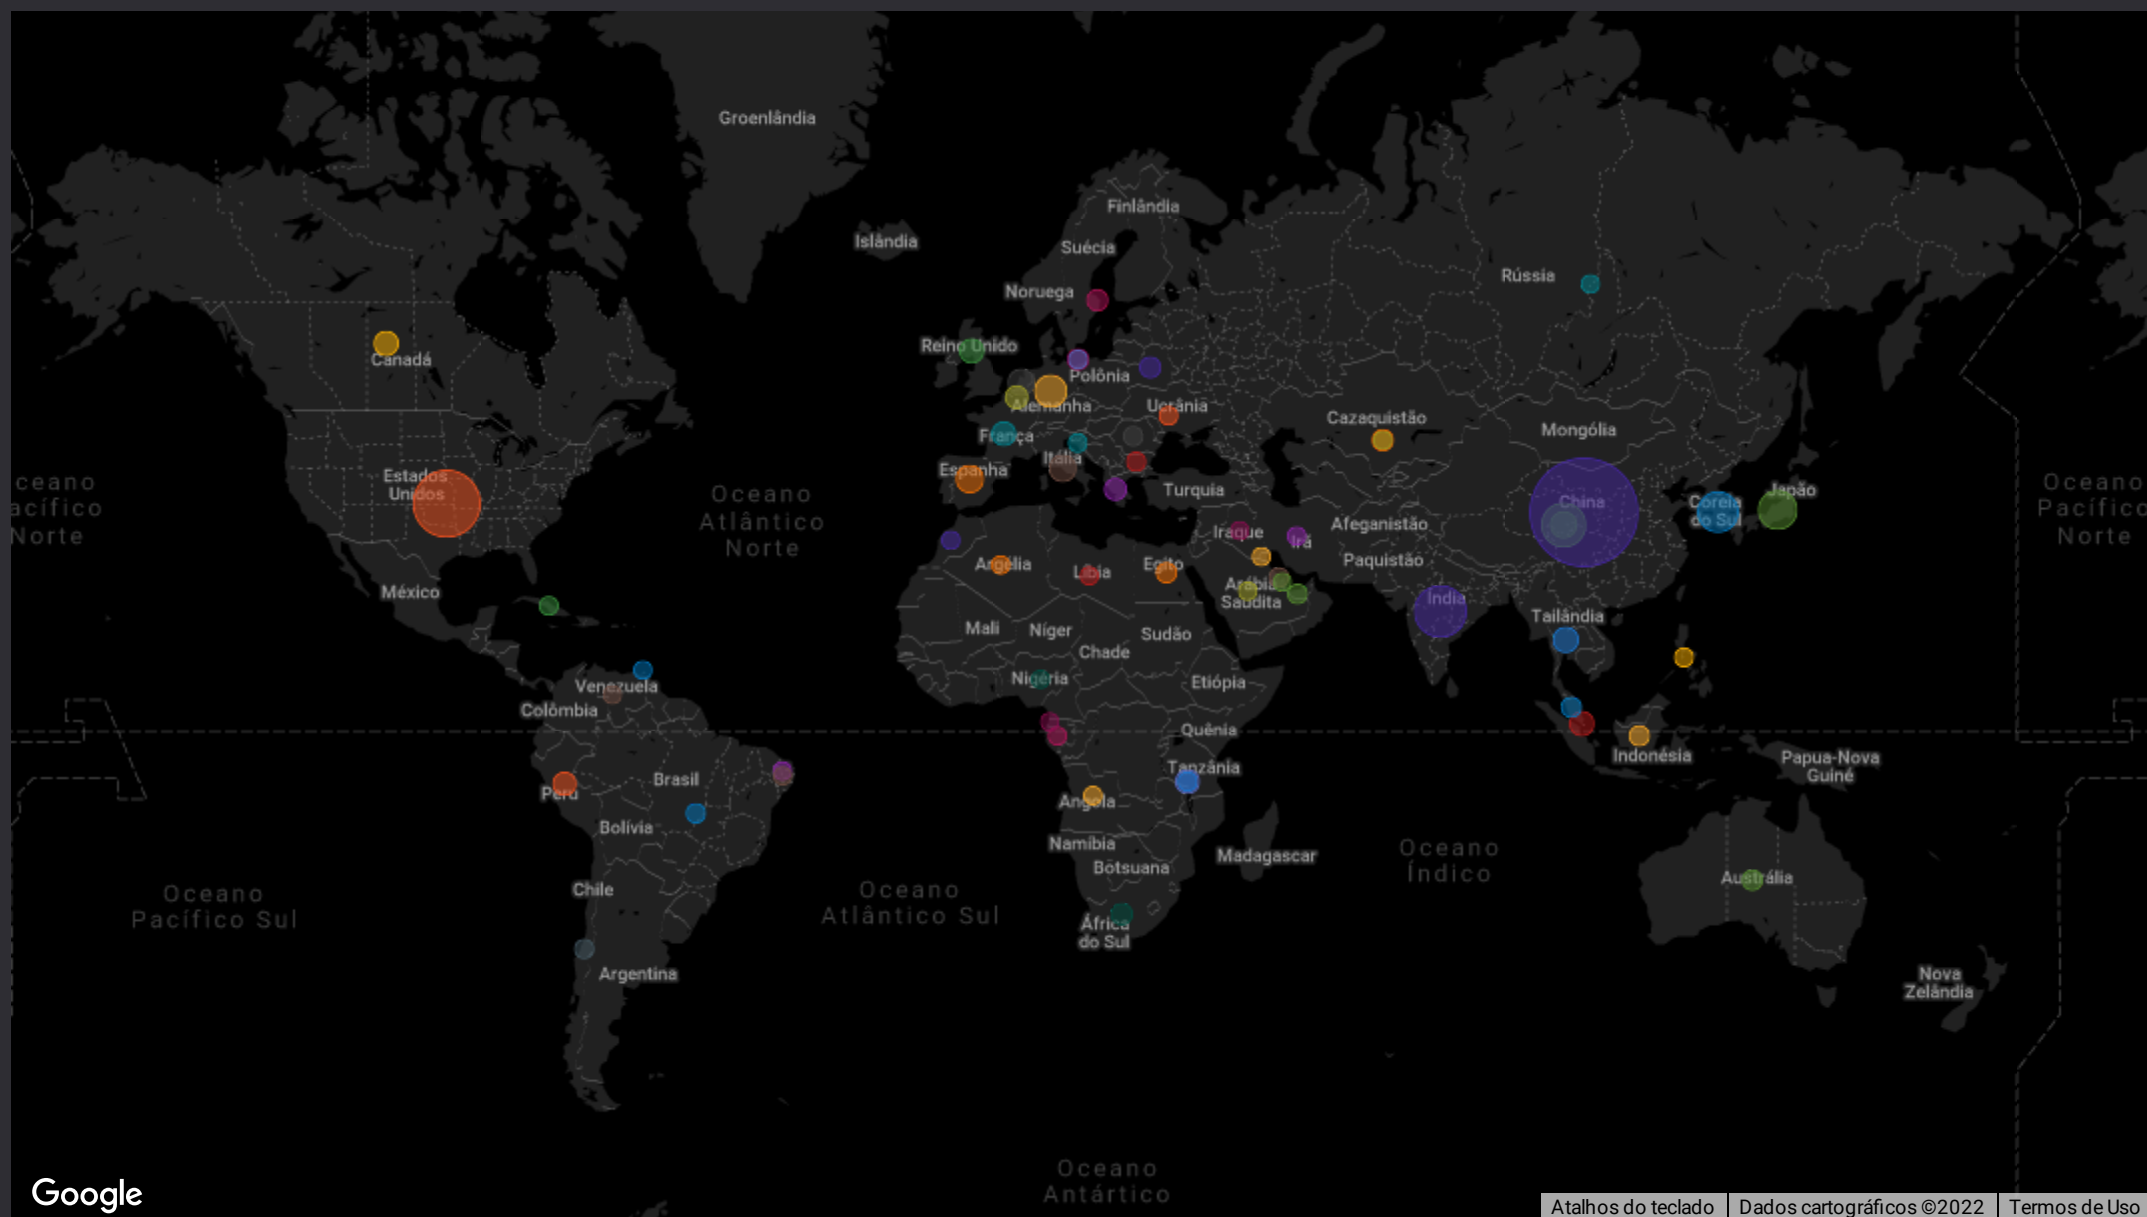 Groenlândia
Finlândia
Islândia
Suécia
Rússia
Noruega
Reino Unido
Canadá
Polônia
Alemanha
Ucrânia
Cazaquistão
Mongólia
França
Itália
Espanha
Estados
Unidos
Turquia
ceano
acífico
Norte
Oceano
Atlântico
Norte
China
Coreia
do Sul
Japão
Oceano
Pacífico
Norte
Iraque
Irã
Afeganistão
Paquistão
Argélia
Líbia
Egito
Arábia
Saudita
México
Índia
Tailândia
Mali
Níger
Sudão
Chade
Nigéria
Etiópia
Venezuela
Colômbia
Quênia
Indonésia
Papua-Nova
Guiné
Tanzânia
Brasil
Peru
Angola
Bolívia
Namíbia
Botsuana
Madagascar
Oceano
Índico
Austrália
Chile
Oceano
Pacífico Sul
Oceano
Atlântico Sul
África
do Sul
Argentina
Nova
Zelândia
Oceano
Antártico
Google
Atalhos do teclado
Dados cartográficos ©2022
Termos de Uso